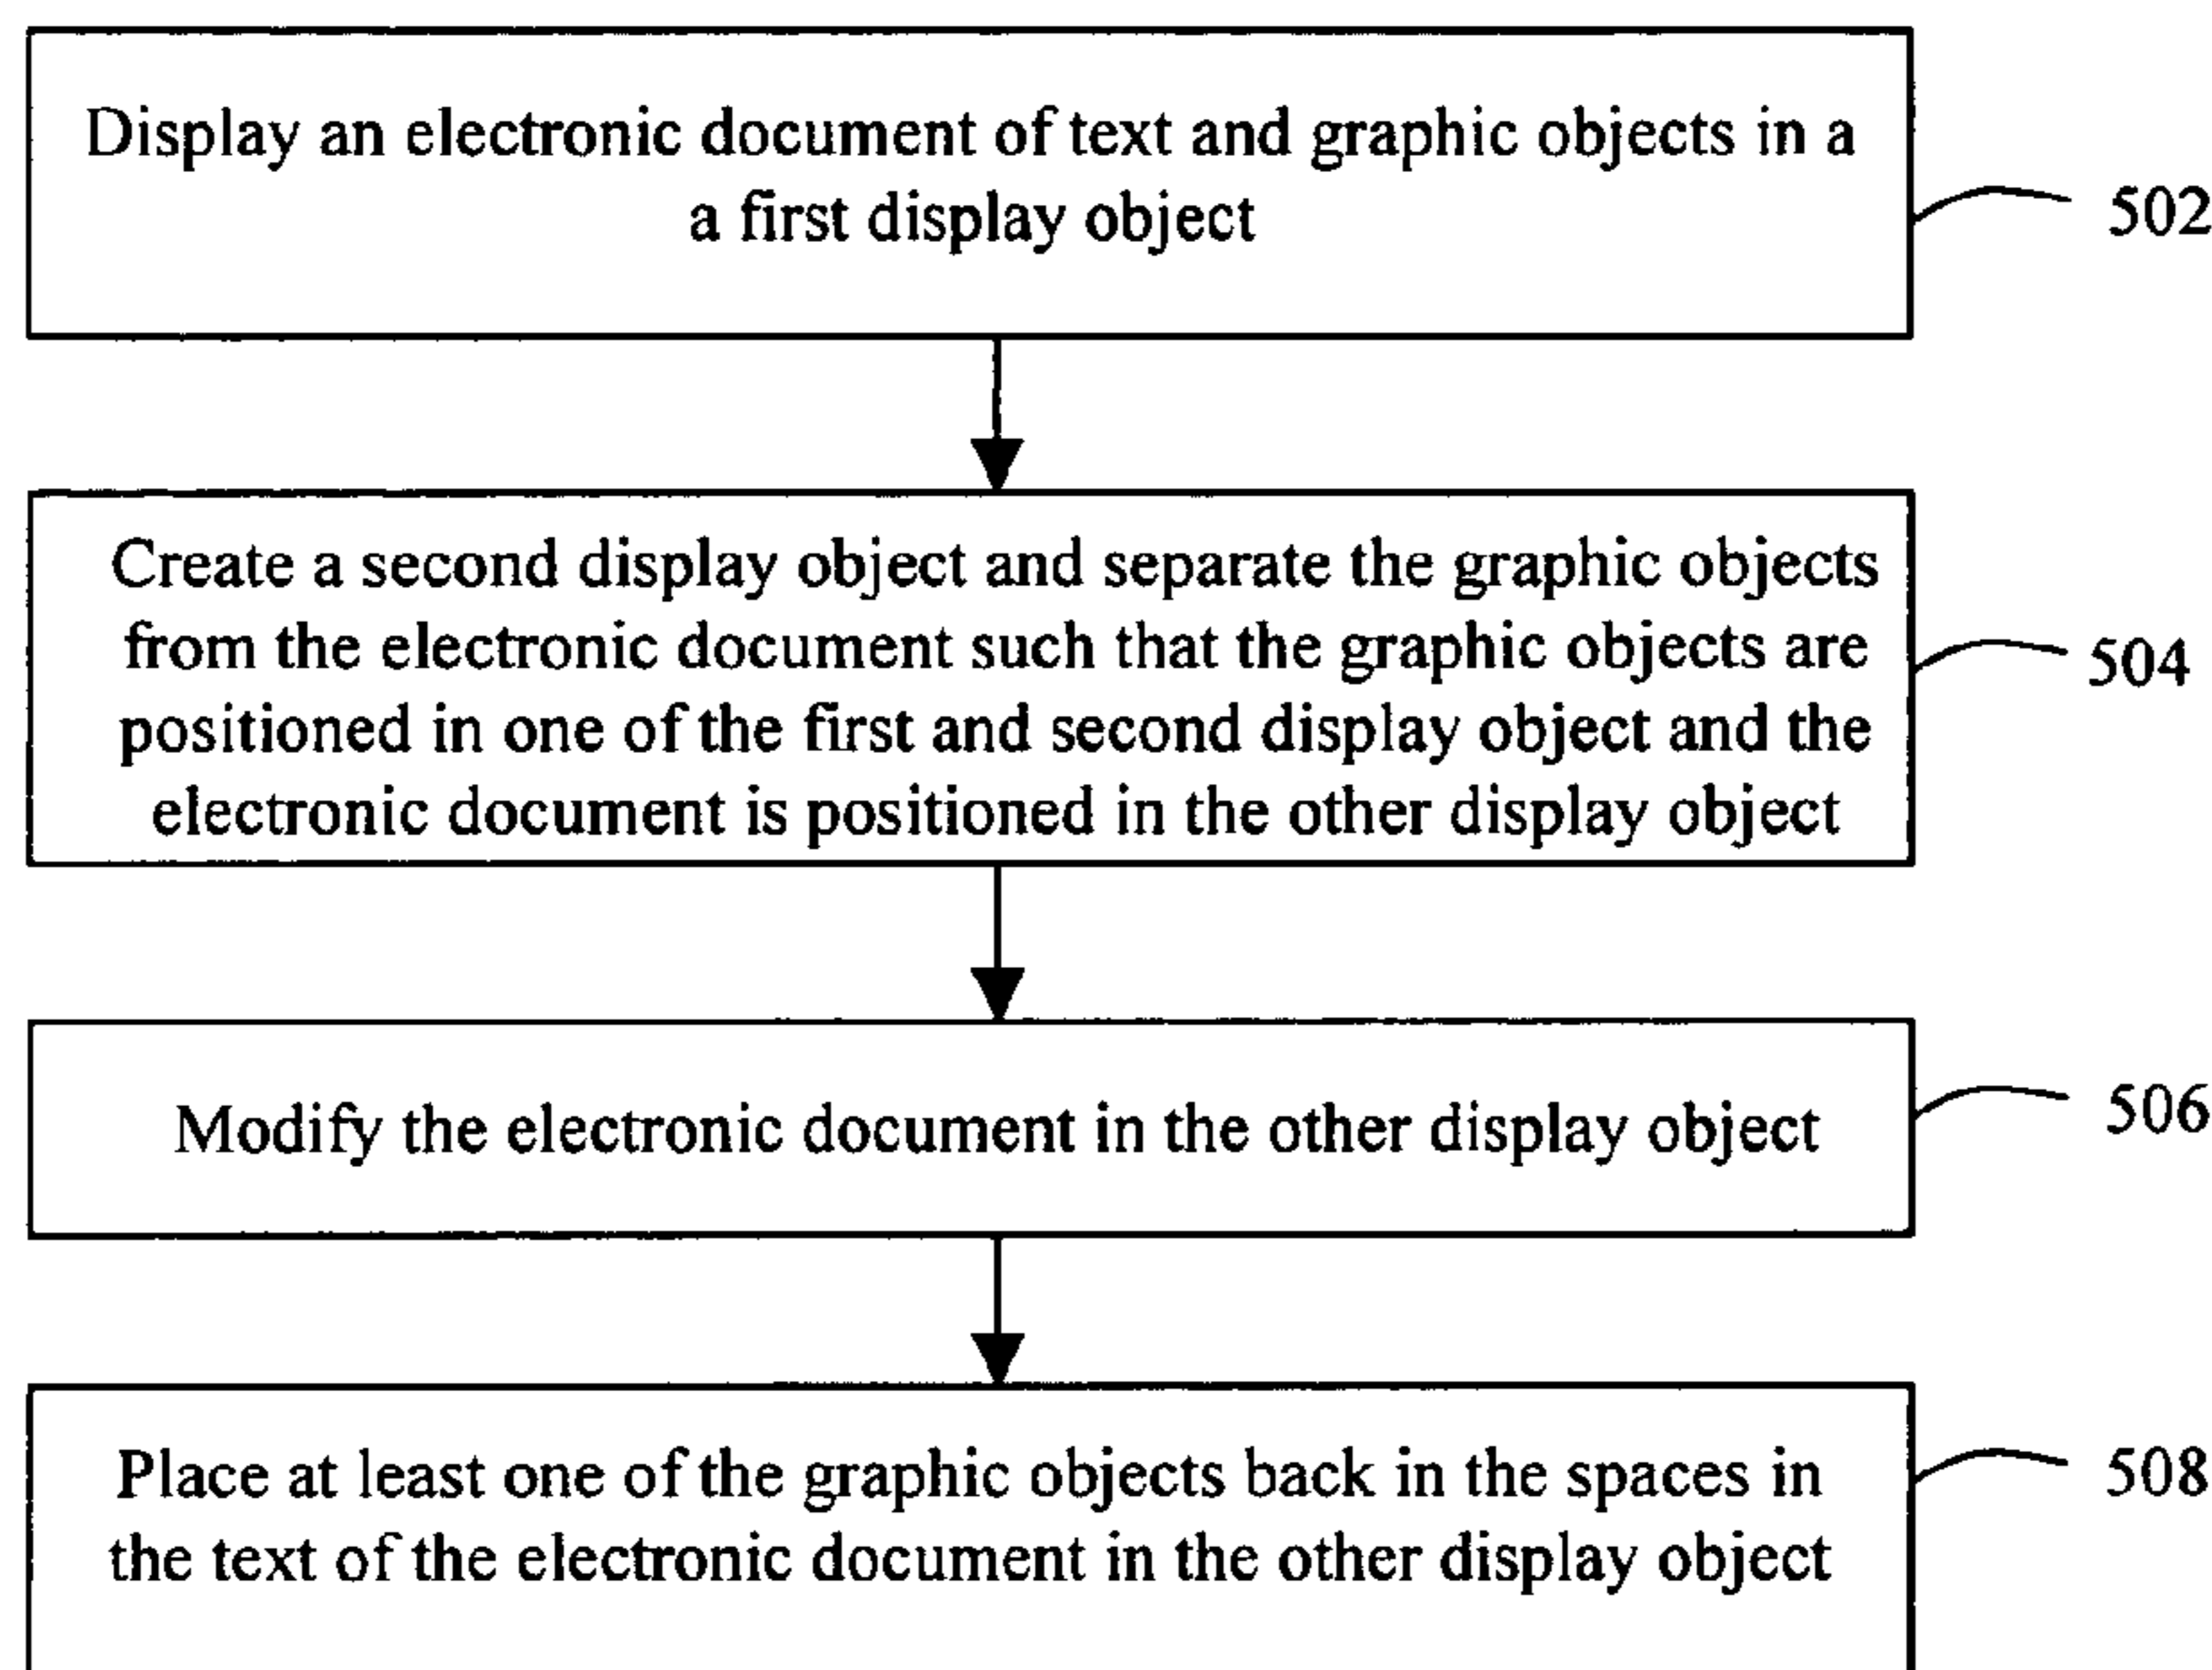 Display an electronic document of text and graphic objects in a
a first display object
502
Create a second display object and separate the graphic objects
from the electronic document such that the graphic objects are
positioned in one of the first and second display object and the
electronic document is positioned in the other display object
504
Modify the electronic document in the other display object
506
Place at least one of the graphic objects back in the spaces in
the text of the electronic document in the other display object
508